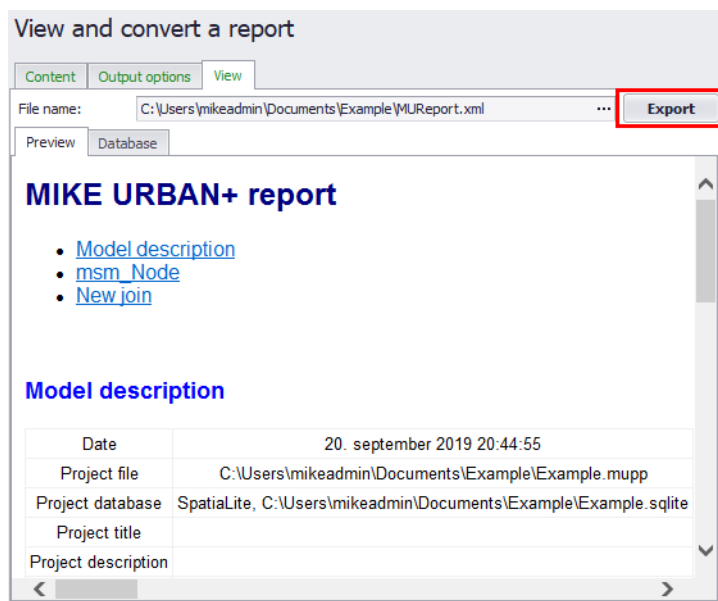 View and convert a report
Content Output options View
File name: C:\Users\mikeadmin\Documents\Example\MUReport.xml ... Export
Preview Database
MIKE URBAN+ report
• Model description
• msm_Node
• New join
Model description
Date 20. september 2019 20:44:55
Project file C:\Users\mikeadmin\Documents\Example\Example.mupp
Project database SpatiaLite, C:\Users\mikeadmin\Documents\Example\Example.sqlite
Project title
Project description